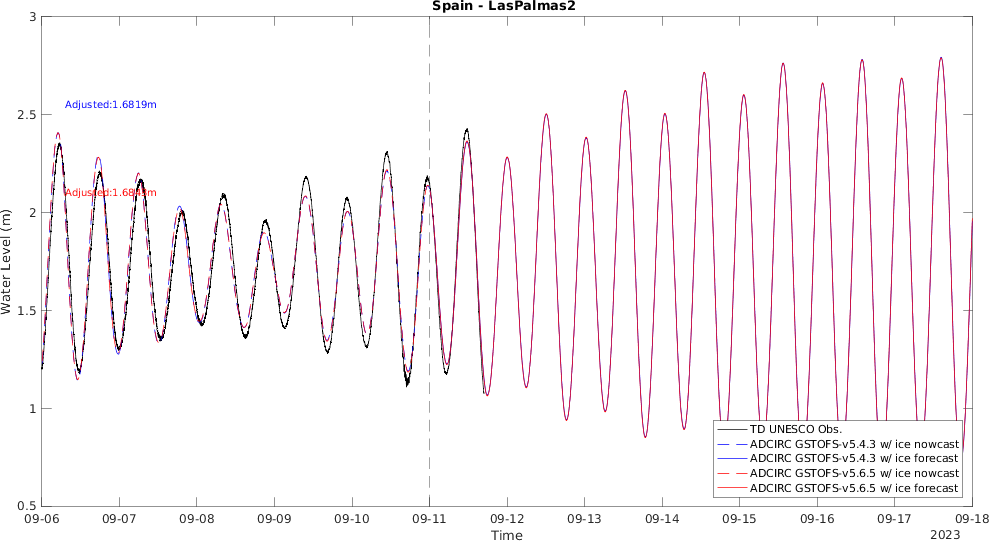 Spain - LasPalmas2
3
2.5
2
1.5
1
0.5
Water Level (m)
Adjusted:1.6819m
TD UNESCO Obs.
ADCIRC GSTOFS-v5.4.3 w/ ice nowcast
ADCIRC GSTOFS-v5.4.3 w/ ice forecast
ADCIRC GSTOFS-v5.6.5 w/ ice nowcast
ADCIRC GSTOFS-v5.6.5 w/ ice forecast
09-06 09-07 09-08 09-09 09-10 09-11 09-12 09-13 09-14 09-15 09-16 09-17 09-18
Time
2023